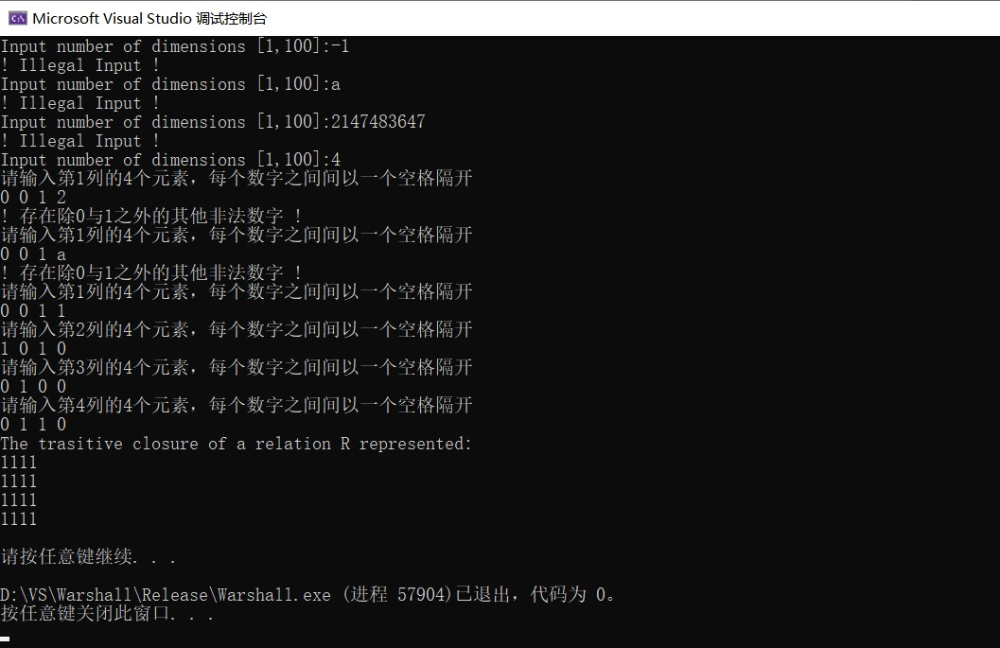 Microsoft Visual Studio 调试控制台
Input number of dimensions [1,100]:-1
! Illegal Input !
Input number of dimensions [1,100]:a
! Illegal Input !
Input number of dimensions [1,100]:2147483647
! Illegal Input !
Input number of dimensions [1,100]:4
请输入第1列的4个元素，每个数字之间间以一个空格隔开
0 0 1 2
! 存在除0与1之外的其他非法数字 !
请输入第1列的4个元素，每个数字之间间以一个空格隔开
0 0 1 a
! 存在除0与1之外的其他非法数字 !
请输入第1列的4个元素，每个数字之间间以一个空格隔开
0 0 1 1
请输入第2列的4个元素，每个数字之间间以一个空格隔开
1 0 1 0
请输入第3列的4个元素，每个数字之间间以一个空格隔开
0 1 0 0
请输入第4列的4个元素，每个数字之间间以一个空格隔开
0 1 1 0
The trasitive closure of a relation R represented:
1111
1111
1111
1111
请按任意键继续. . .
D:\VS\Warshall\Release\Warshall.exe (进程 57904)已退出，代码为 0。
按任意键关闭此窗口. . .